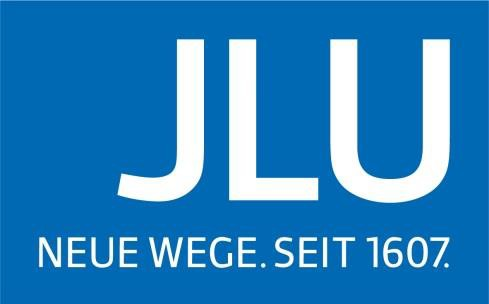 JLU
NEUE WEGE. SEIT 1607.